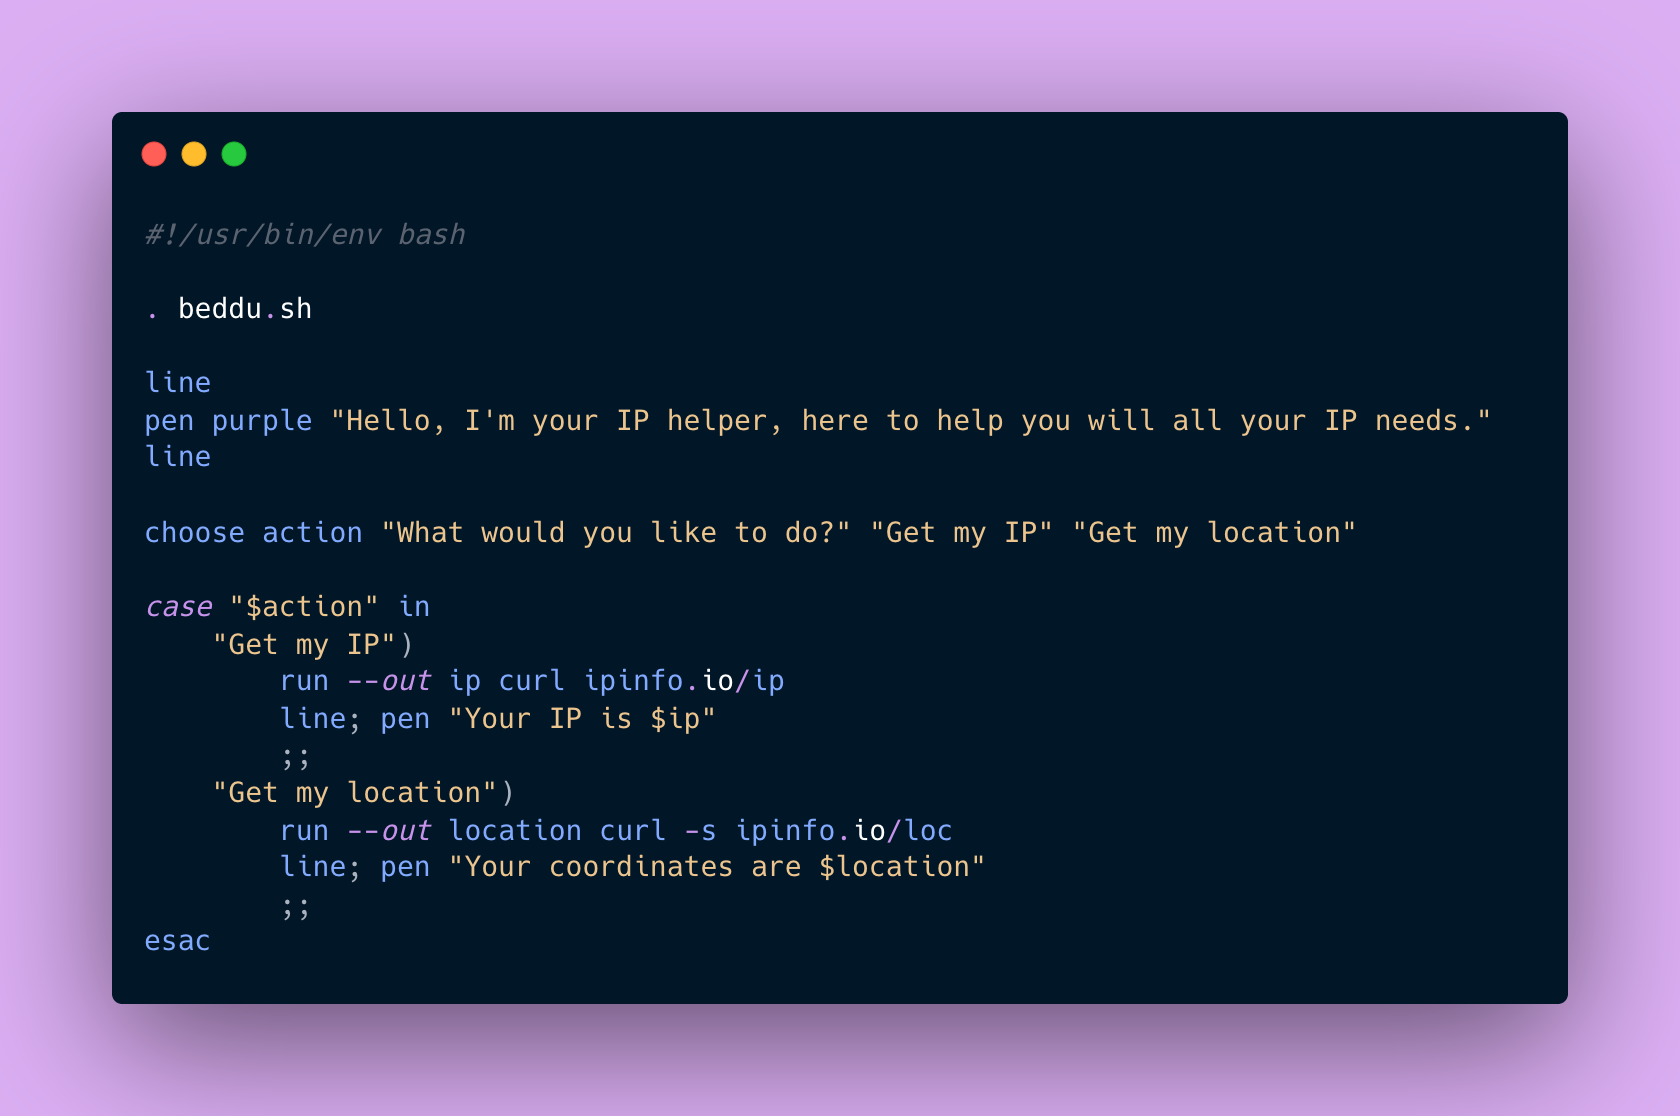 #!/usr/bin/env bash
. beddu.sh
line
pen purple "Hello, I'm your IP helper, here to help you will all your IP needs."
line
choose action "What would you like to do?" "Get my IP" "Get my location"
case "$action" in
    "Get my IP")
        run --out ip curl ipinfo.io/ip
        line; pen "Your IP is $ip"
        ;;
    "Get my location")
        run --out location curl -s ipinfo.io/loc
        line; pen "Your coordinates are $location"
        ;;
esac